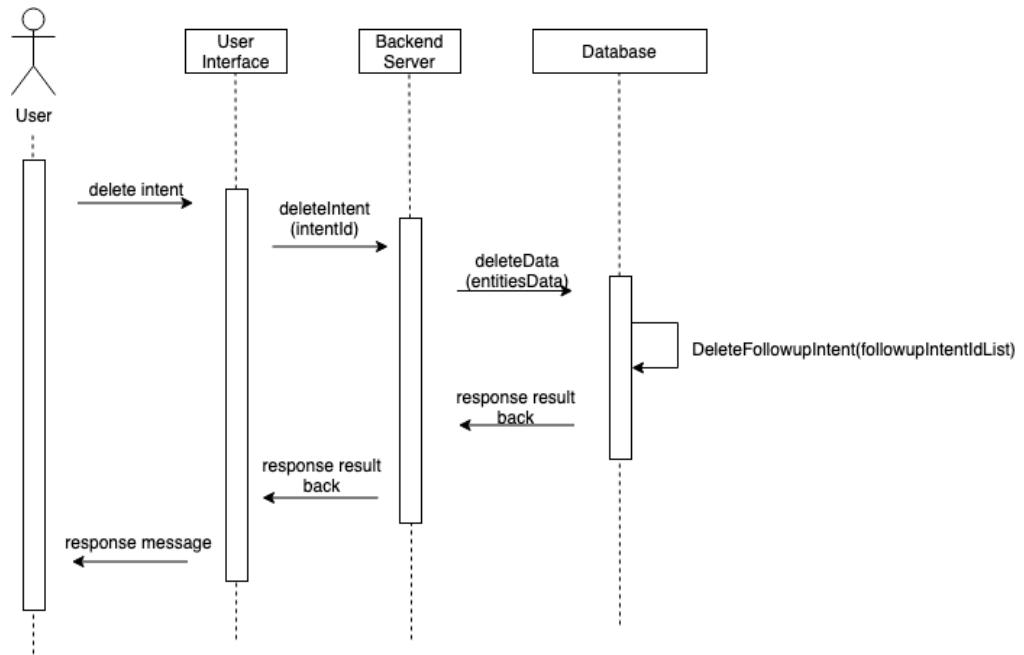 User
Interface
Backend
Server
Database
User
delete intent
deleteIntent
(intentId)
deleteData
(entitiesData)
DeleteFollowupIntent(followupIntentIdList)
response result
back
response result
back
response message